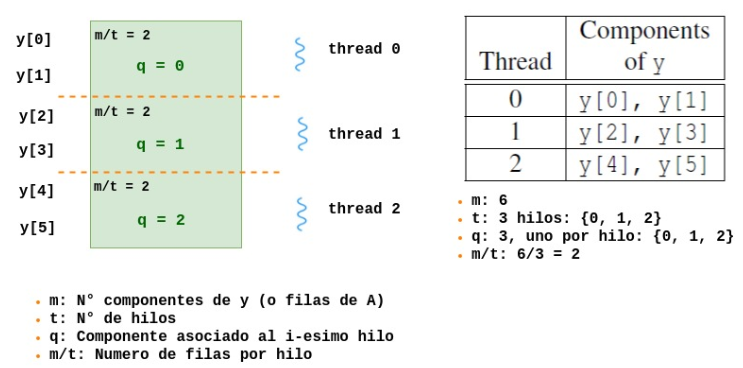 y[0]
m/t = 2
q = 0
y[1]
thread 0
y[2]
m/t = 2
q = 1
y[3]
thread 1
y[4]
m/t = 2
q = 2
y[5]
thread 2
Thread
Components
of y
0
y[0], y[1]
1
y[2], y[3]
2
y[4], y[5]
• m: 6
• t: 3 hilos: {0, 1, 2}
• q: 3, uno por hilo: {0, 1, 2}
• m/t: 6/3 = 2
• m: N° componentes de y (o filas de A)
• t: N° de hilos
• q: Componente asociado al i-esimo hilo
• m/t: Numero de filas por hilo